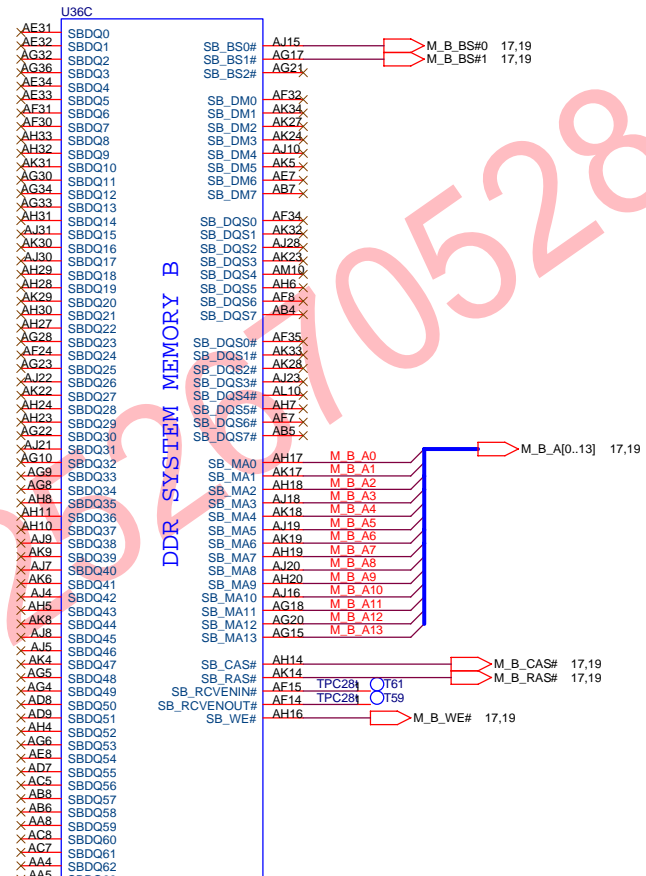 U36C
AE31 SBDQ0
AE32 SBDQ1
AG32 SBDQ2
AG36 SBDQ3
AE34 SBDQ4
AE33 SBDQ5
AF31 SBDQ6
AF30 SBDQ7
AH33 SBDQ8
AH32 SBDQ9
AK31 SBDQ10
AG30 SBDQ11
AG34 SBDQ12
AG33 SBDQ13
AH31 SBDQ14
AJ31 SBDQ15
AK30 SBDQ16
AJ30 SBDQ17
AH29 SBDQ18
AH28 SBDQ19
AK29 SBDQ20
AH30 SBDQ21
AH27 SBDQ22
AG28 SBDQ23
AF24 SBDQ24
AG23 SBDQ25
AJ22 SBDQ26
AK22 SBDQ27
AH24 SBDQ28
AH23 SBDQ29
AG22 SBDQ30
AJ21 SBDQ31
AG10 SBDQ32
AG9 SBDQ33
AG8 SBDQ34
AH8 SBDQ35
AH11 SBDQ36
AH10 SBDQ37
AJ9 SBDQ38
AK9 SBDQ39
AJ7 SBDQ40
AK6 SBDQ41
AJ4 SBDQ42
AH5 SBDQ43
AK8 SBDQ44
AJ8 SBDQ45
AJ5 SBDQ46
AK4 SBDQ47
AG5 SBDQ48
AG4 SBDQ49
AD8 SBDQ50
AD9 SBDQ51
AH4 SBDQ52
AG6 SBDQ53
AE8 SBDQ54
AD7 SBDQ55
AC5 SBDQ56
AB8 SBDQ57
AB6 SBDQ58
AA8 SBDQ59
AC8 SBDQ60
AC7 SBDQ61
AA4 SBDQ62
AA5
DDR SYSTEM MEMORY B
SB_BS0# AJ15 M_B_BS#0 17,19
SB_BS1# AG17 M_B_BS#1 17,19
SB_BS2# AG21
SB_DM0 AF32
SB_DM1 AK34
SB_DM2 AK27
SB_DM3 AK24
SB_DM4 AJ10
SB_DM5 AK5
SB_DM6 AE7
SB_DM7 AB7
SB_DQS0 AF34
SB_DQS1 AK32
SB_DQS2 AJ28
SB_DQS3 AK23
SB_DQS4 AM10
SB_DQS5 AH6
SB_DQS6 AF8
SB_DQS7 AB4
SB_DQS0# AF35
SB_DQS1# AK33
SB_DQS2# AK28
SB_DQS3# AJ23
SB_DQS4# AL10
SB_DQS5# AH7
SB_DQS6# AF7
SB_DQS7# AB5
SB_MA0 AH17 M_B_A0
SB_MA1 AK17 M_B_A1
SB_MA2 AH18 M_B_A2
SB_MA3 AJ18 M_B_A3
SB_MA4 AK18 M_B_A4
SB_MA5 AJ19 M_B_A5
SB_MA6 AK19 M_B_A6
SB_MA7 AH19 M_B_A7
SB_MA8 AJ20 M_B_A8
SB_MA9 AH20 M_B_A9
SB_MA10 AJ16 M_B_A10
SB_MA11 AG18 M_B_A11
SB_MA12 AG20 M_B_A12
SB_MA13 AG15 M_B_A13
M_B_A[0..13] 17,19
SB_CAS# AH14 M_B_CAS# 17,19
SB_RAS# AK14 M_B_RAS# 17,19
SB_RCVENIN# AF15 TPC28t T61
SB_RCVENOUT# AF14 TPC28t T59
SB_WE# AH16 M_B_WE# 17,19